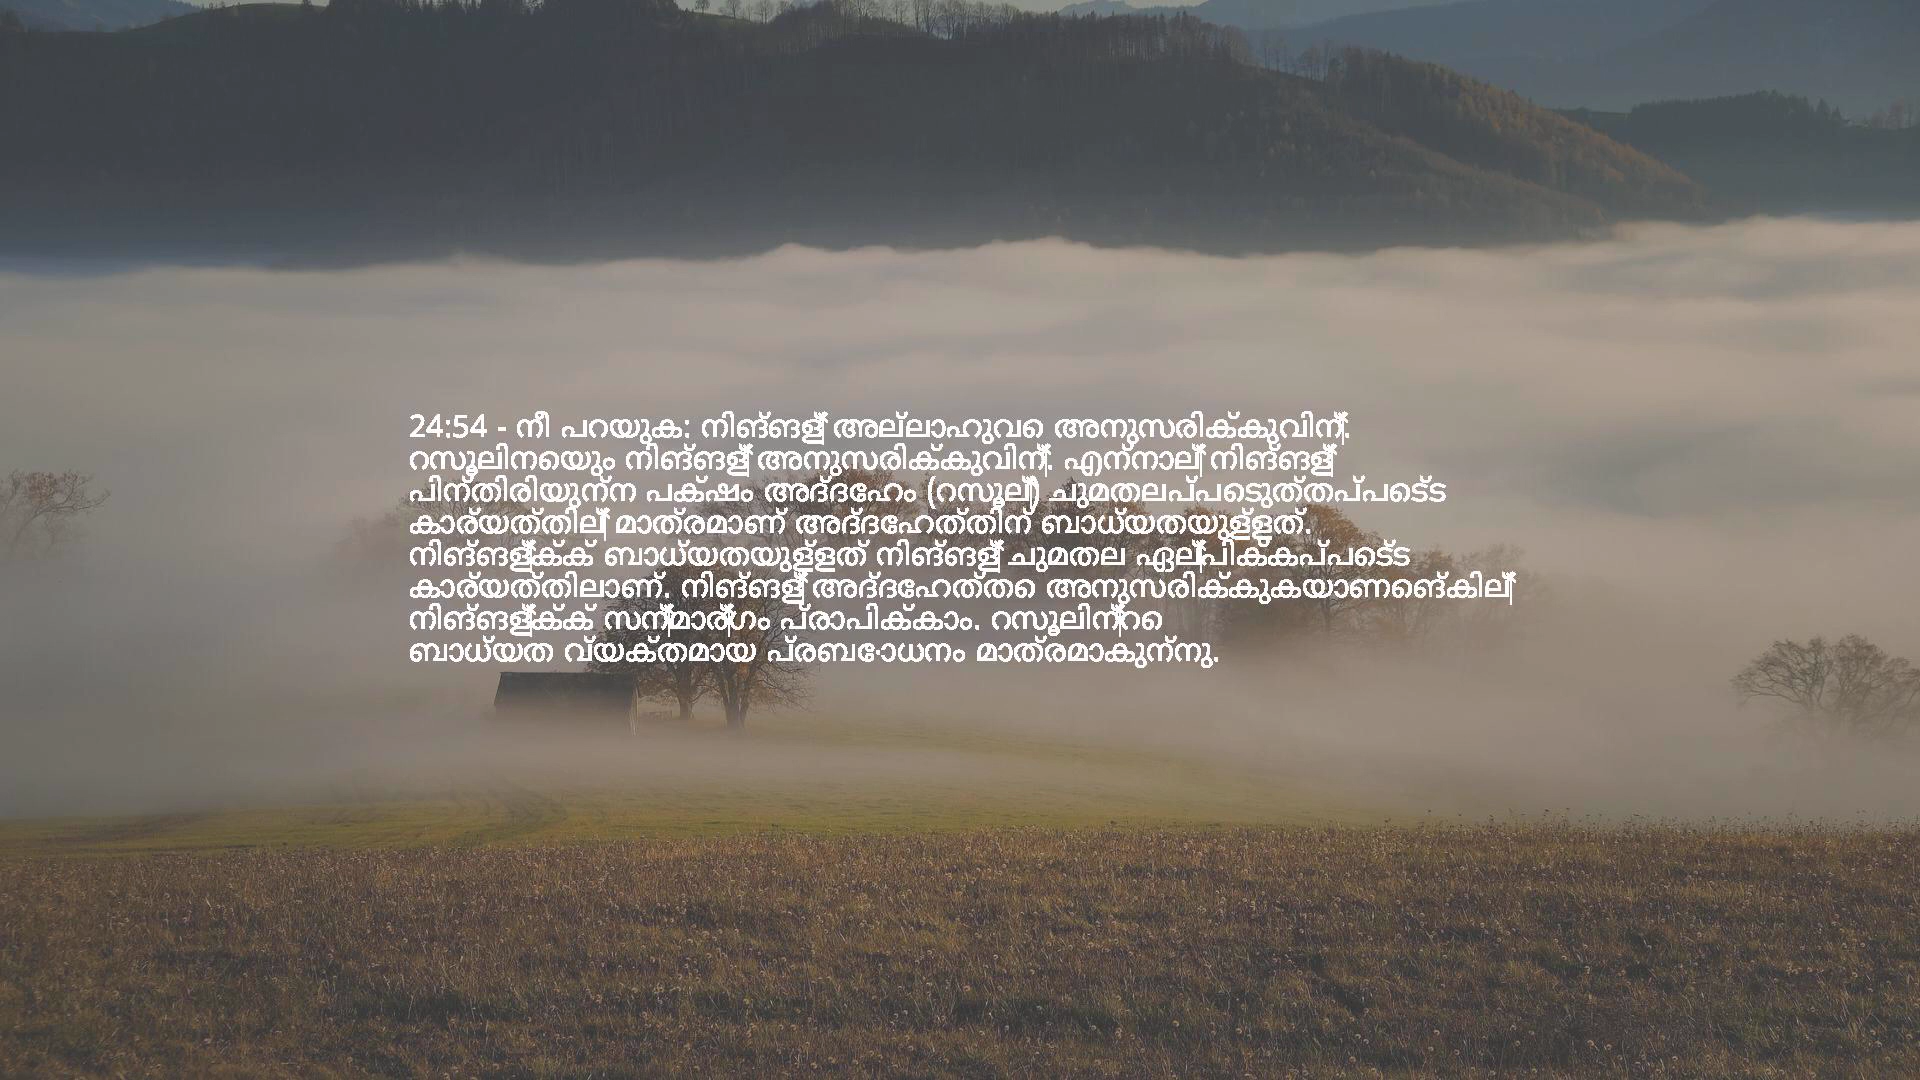 24:54 - നീ പറയുക: നിങ്ങള്‍ അല്ലാഹുവെ അനുസരിക്കുവിന്‍.
റസൂലിനെയും നിങ്ങള്‍ അനുസരിക്കുവിന്‍. എന്നാല്‍ നിങ്ങള്‍
പിന്തിരിയുന്ന പക്ഷം അദ്ദേഹം (റസൂല്‍) ചുമതലപ്പെടുത്തപ്പെട്ട
കാര്യത്തില്‍ മാത്രമാണ് അദ്ദേഹത്തിന് ബാധ്യതയുള്ളത്.
നിങ്ങള്‍ക്ക് ബാധ്യതയുള്ളത് നിങ്ങള്‍ ചുമതല ഏല്‍പിക്കപ്പെട്ട
കാര്യത്തിലാണ്. നിങ്ങള്‍ അദ്ദേഹത്തെ അനുസരിക്കുകയാണെങ്കില്‍
നിങ്ങള്‍ക്ക് സന്‍മാര്‍ഗം പ്രാപിക്കാം. റസൂലിന്‍റെ
ബാധ്യത വ്യക്തമായ പ്രബോധനം മാത്രമാകുന്നു.